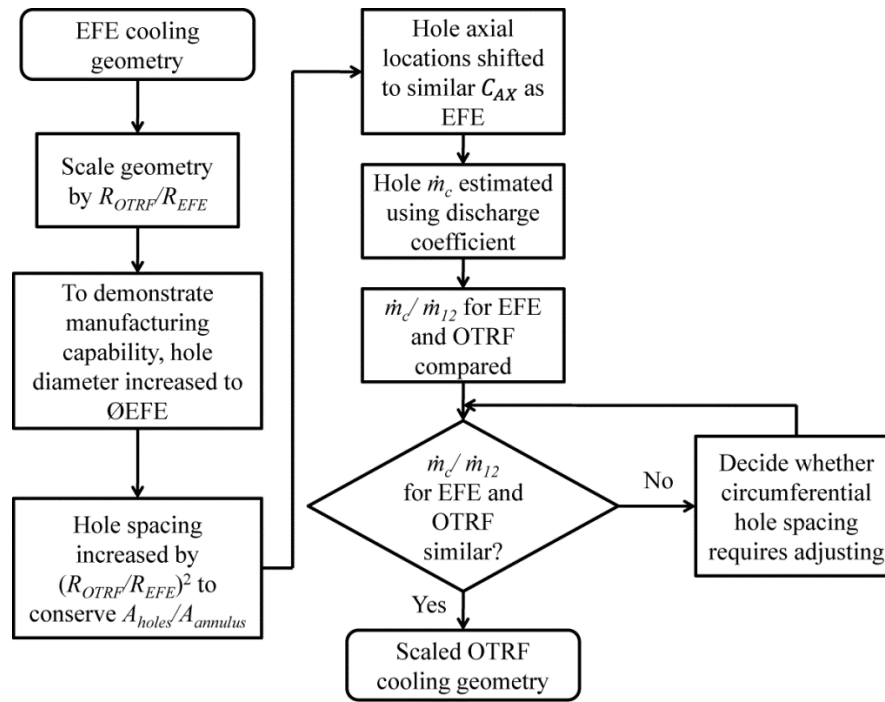 EFE cooling
geometry
Scale geometry
by R_OTRF/R_EFE
To demonstrate
manufacturing
capability, hole
diameter increased to
ØEFE
Hole spacing
increased by
(R_OTRF/R_EFE)² to
conserve A_holes/A_annulus
Hole axial
locations shifted
to similar C_AX as
EFE
Hole ṁ_c estimated
using discharge
coefficient
ṁ_c/ ṁ_12 for EFE
and OTRF
compared
ṁ_c/ ṁ_12
for EFE and
OTRF
similar?
No
Decide whether
circumferential
hole spacing
requires adjusting
Yes
Scaled OTRF
cooling geometry